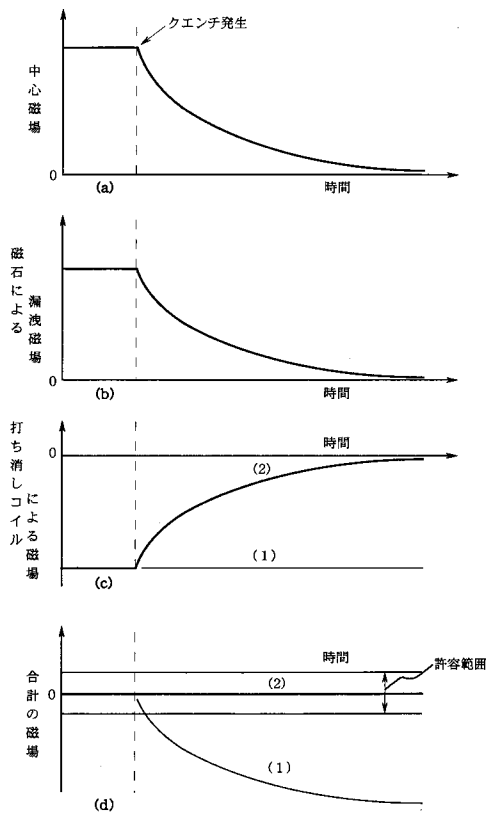 クエンチ発生
中心磁場
0
(a)
時間
磁石による
漏洩磁場
0
(b)
時間
打ち消しコイル
による磁場
0
時間
(2)
(1)
(c)
合計の磁場
時間
許容範囲
(2)
0
(1)
(d)